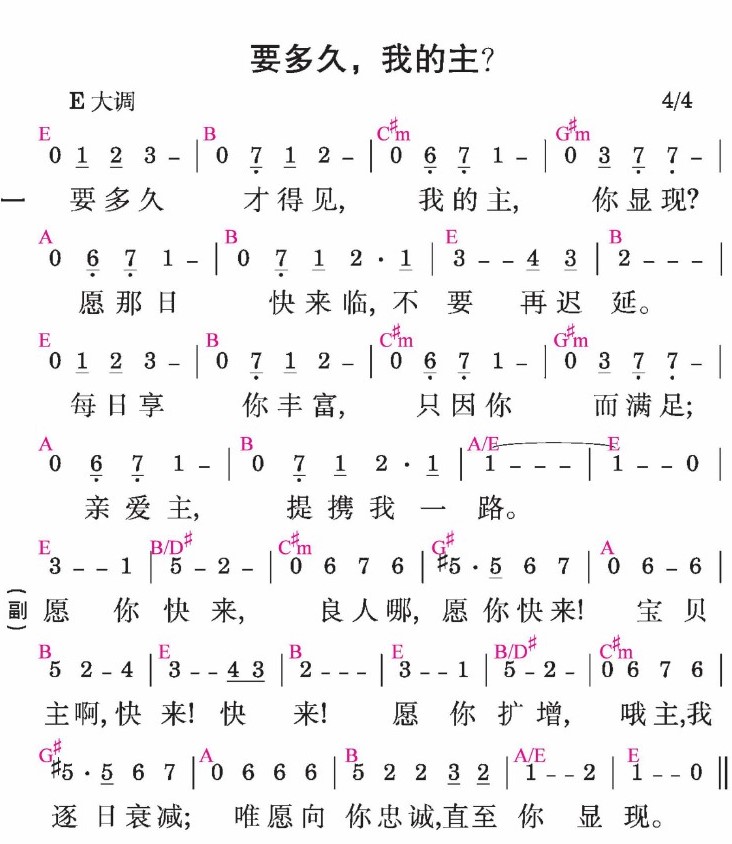 要多久，我的主?
E 大调 4/4
E B C#m G#m
0 1 2 3 - | 0 7 1 2 - | 0 6 7 1 - | 0 3 7 7 - |
一 要多久 才得见, 我的主, 你显现?
A B E B
0 6 7 1 - | 0 7 1 2 · 1 | 3 - - 4 3 | 2 - - - |
愿那日 快来临, 不要 再迟延。
E B C#m G#m
0 1 2 3 - | 0 7 1 2 - | 0 6 7 1 - | 0 3 7 7 - |
每日享 你丰富, 只因你 而满足;
A B A/E E
0 6 7 1 - | 0 7 1 2 · 1 | 1 - - - | 1 - - 0 |
亲爱主, 提携我一路。
E B/D# C#m G# A
3 - - 1 | 5 - 2 - | 0 6 7 6 | #5 · 5 6 7 | 0 6 - 6 |
(副) 愿你快来, 良人哪, 愿你快来! 宝贝
B E B E B/D# C#m
5 2 - 4 | 3 - - 4 3 | 2 - - - | 3 - - 1 | 5 - 2 - | 0 6 7 6 |
主啊, 快来! 快来! 愿你扩增, 哦主,我
G# A B A/E E
#5 · 5 6 7 | 0 6 6 6 | 5 2 2 3 2 | 1 - - 2 | 1 - - 0 ‖
逐日衰减; 唯愿向你忠诚,直至你显现。